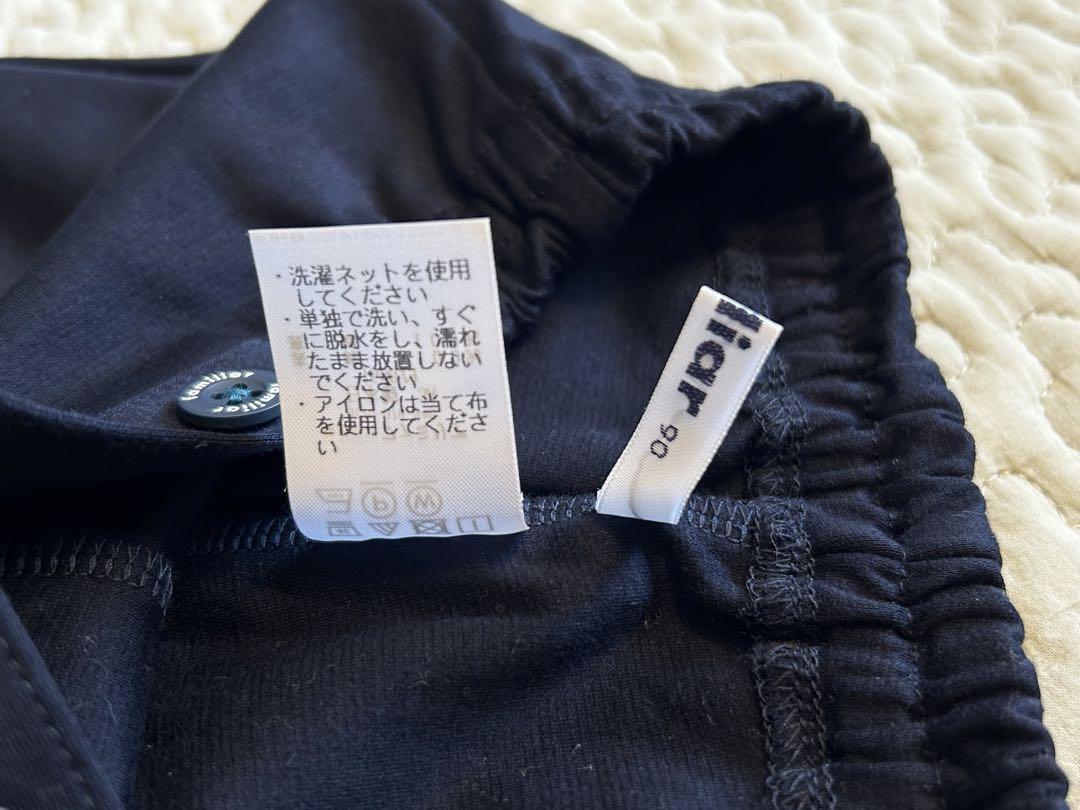 ・洗濯ネットを使用
してください
・単独で洗い、すぐ
に脱水をし、濡れ
たまま放置しない
でください
・アイロンは当て布
を使用してくださ
い
familiar familiar
liar 90